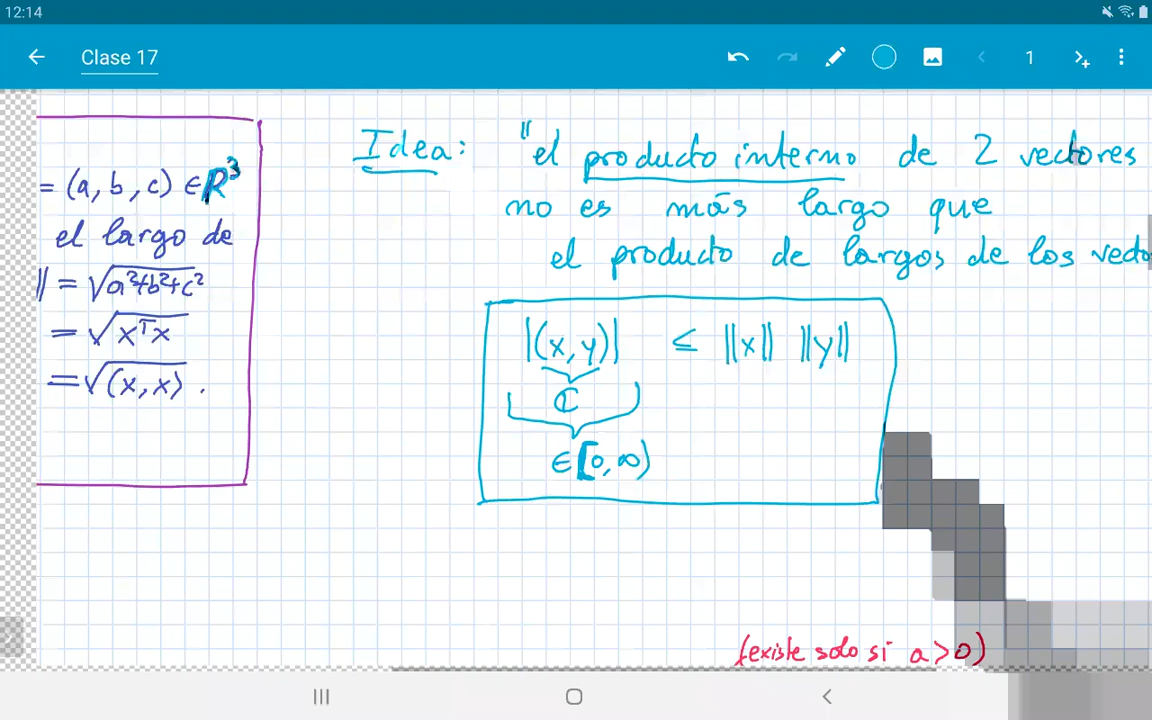 12:14
Clase 17
1
= (a, b, c) ∈ ℝ³
el largo de
|| = √a²+b²+c²
= √xᵀx
= √(x, x) .
Idea: "el producto interno de 2 vectores
no es más largo que
el producto de largos de los vecto
|(x, y)| ≤ ||x|| ||y||
ℂ
∈ [0, ∞)
(existe solo si a > 0)